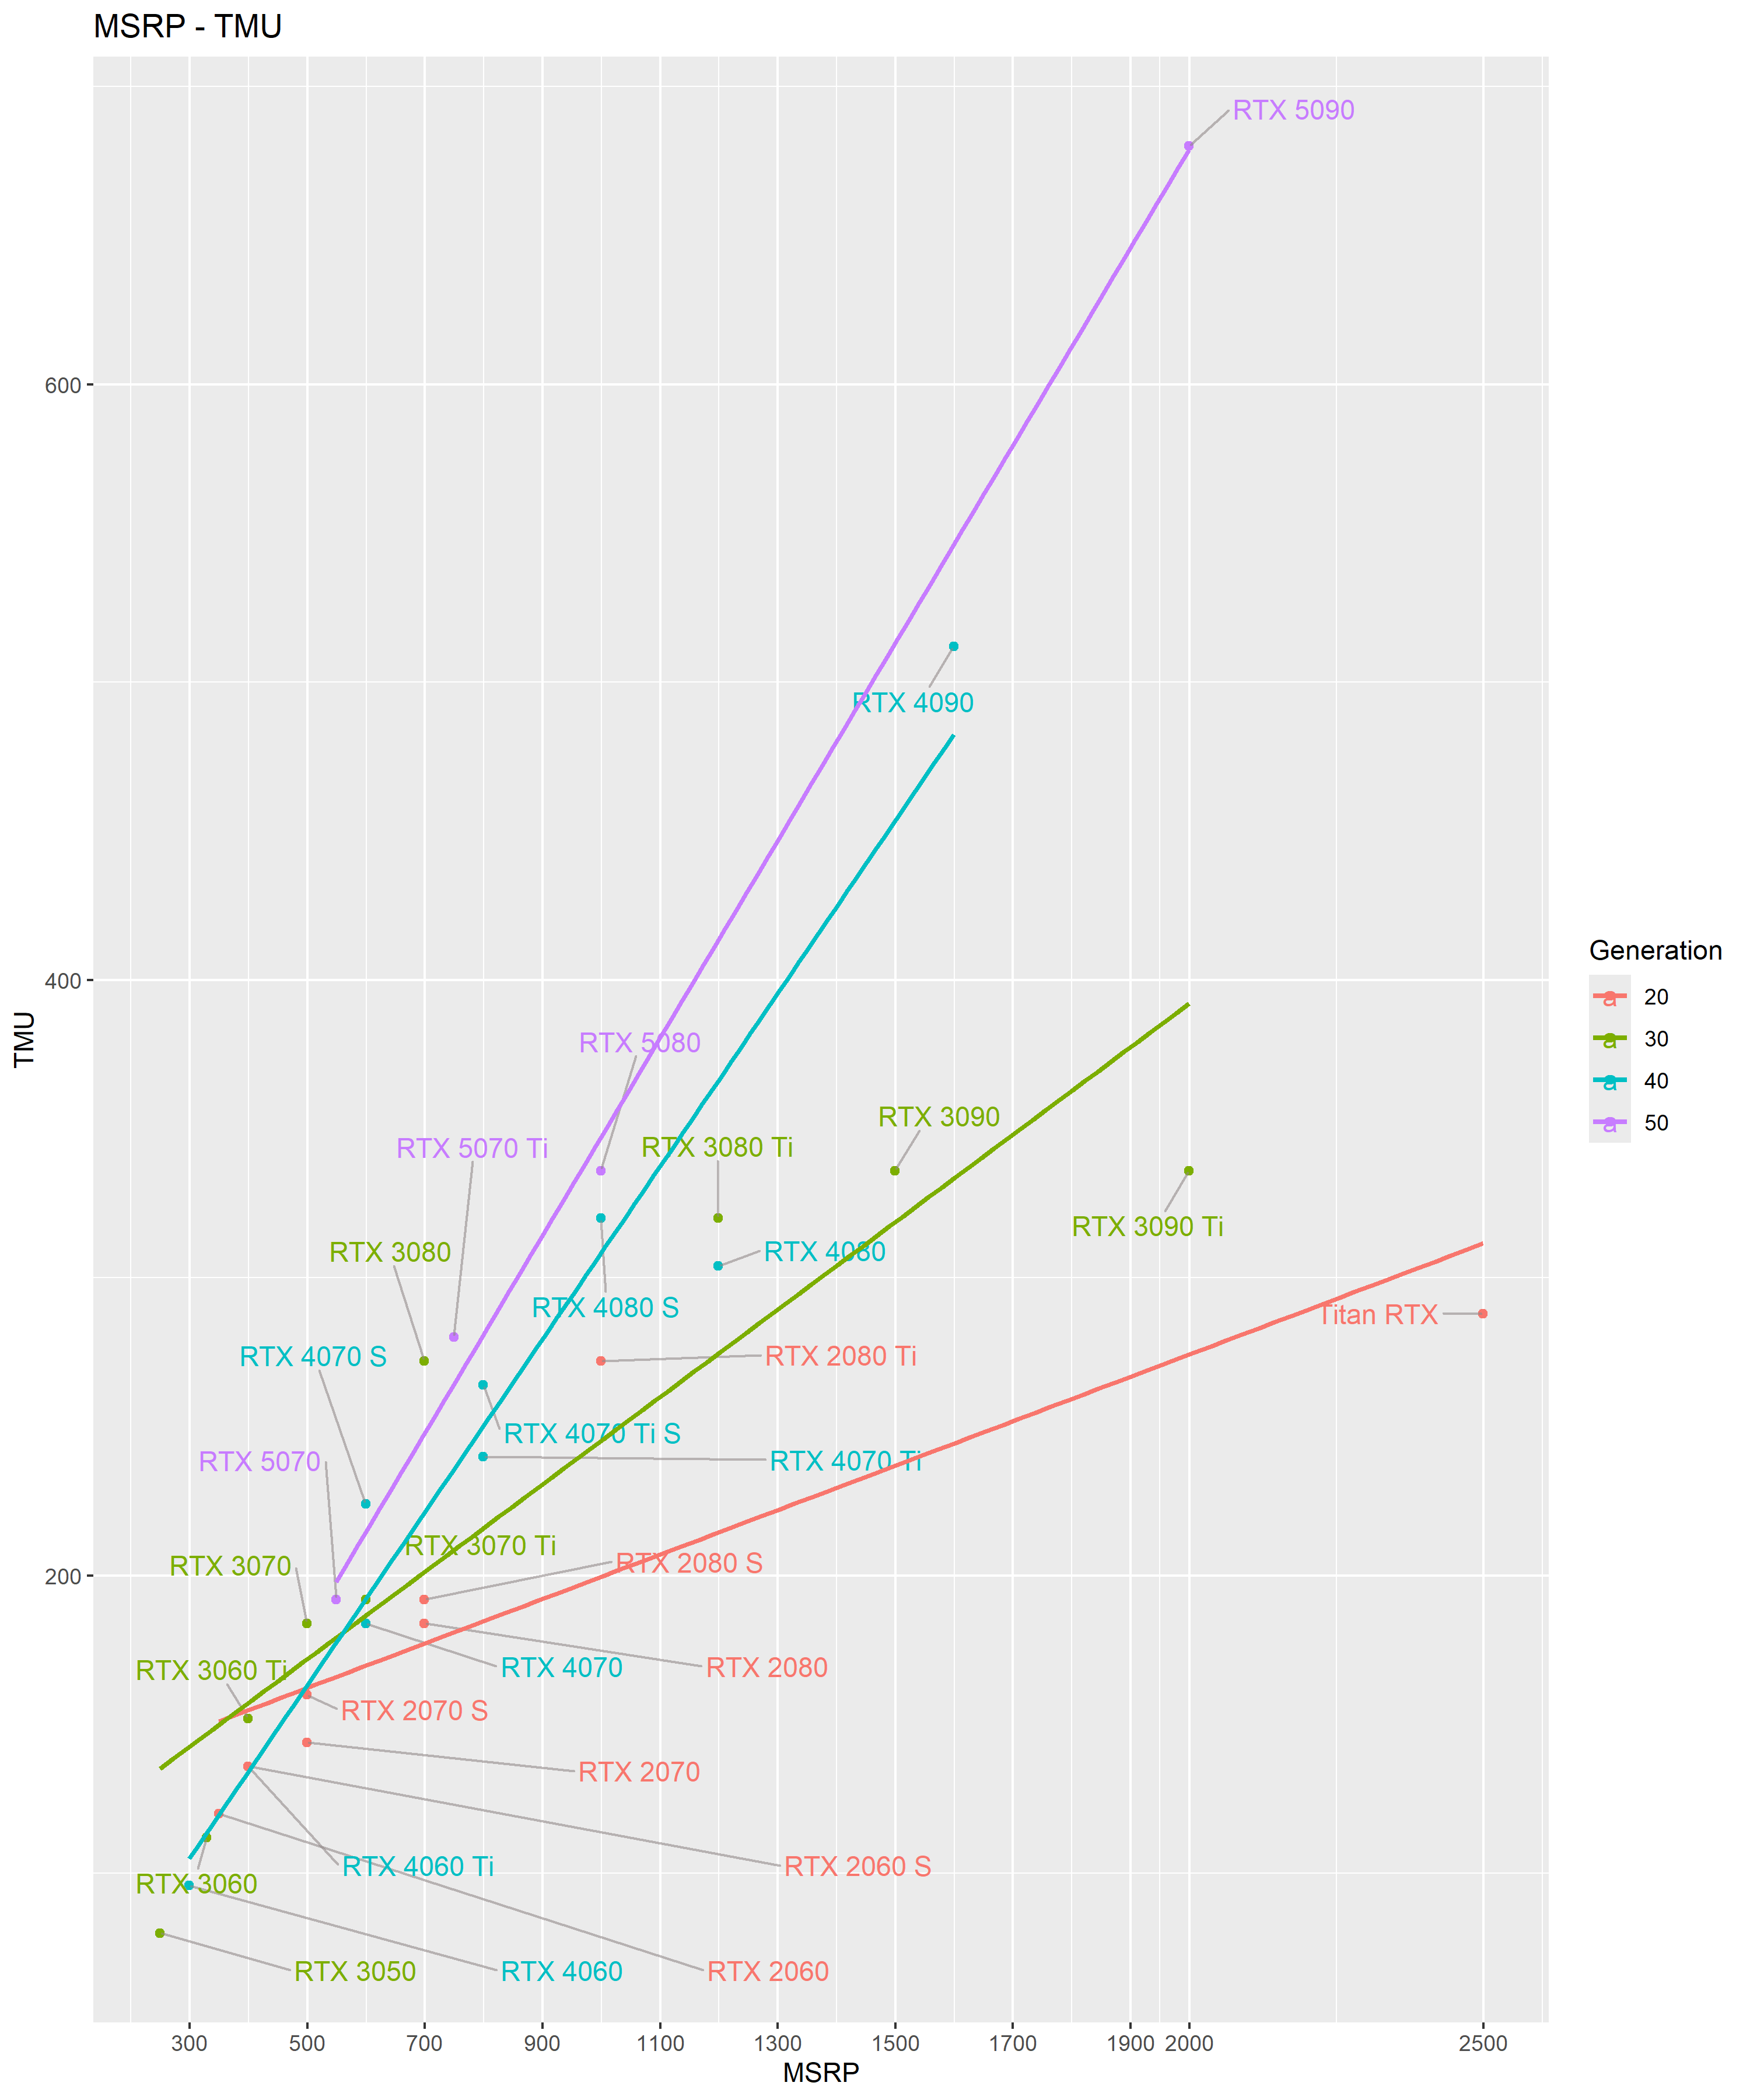 MSRP - TMU
RTX 5090
600
RTX 4090
400
RTX 5080
RTX 3090
RTX 5070 Ti
RTX 3080 Ti
RTX 3090 Ti
RTX 3080
RTX 4080
RTX 4080 S
Titan RTX
RTX 4070 S
RTX 2080 Ti
RTX 4070 Ti S
RTX 5070
RTX 4070 Ti
RTX 3070 Ti
RTX 3070
RTX 2080 S
200
RTX 3060 Ti
RTX 4070
RTX 2080
RTX 2070 S
RTX 2070
RTX 4060 Ti
RTX 2060 S
RTX 3060
RTX 3050
RTX 4060
RTX 2060
TMU
300 500 700 900 1100 1300 1500 1700 1900 2000 2500
MSRP
Generation
a 20
a 30
a 40
a 50